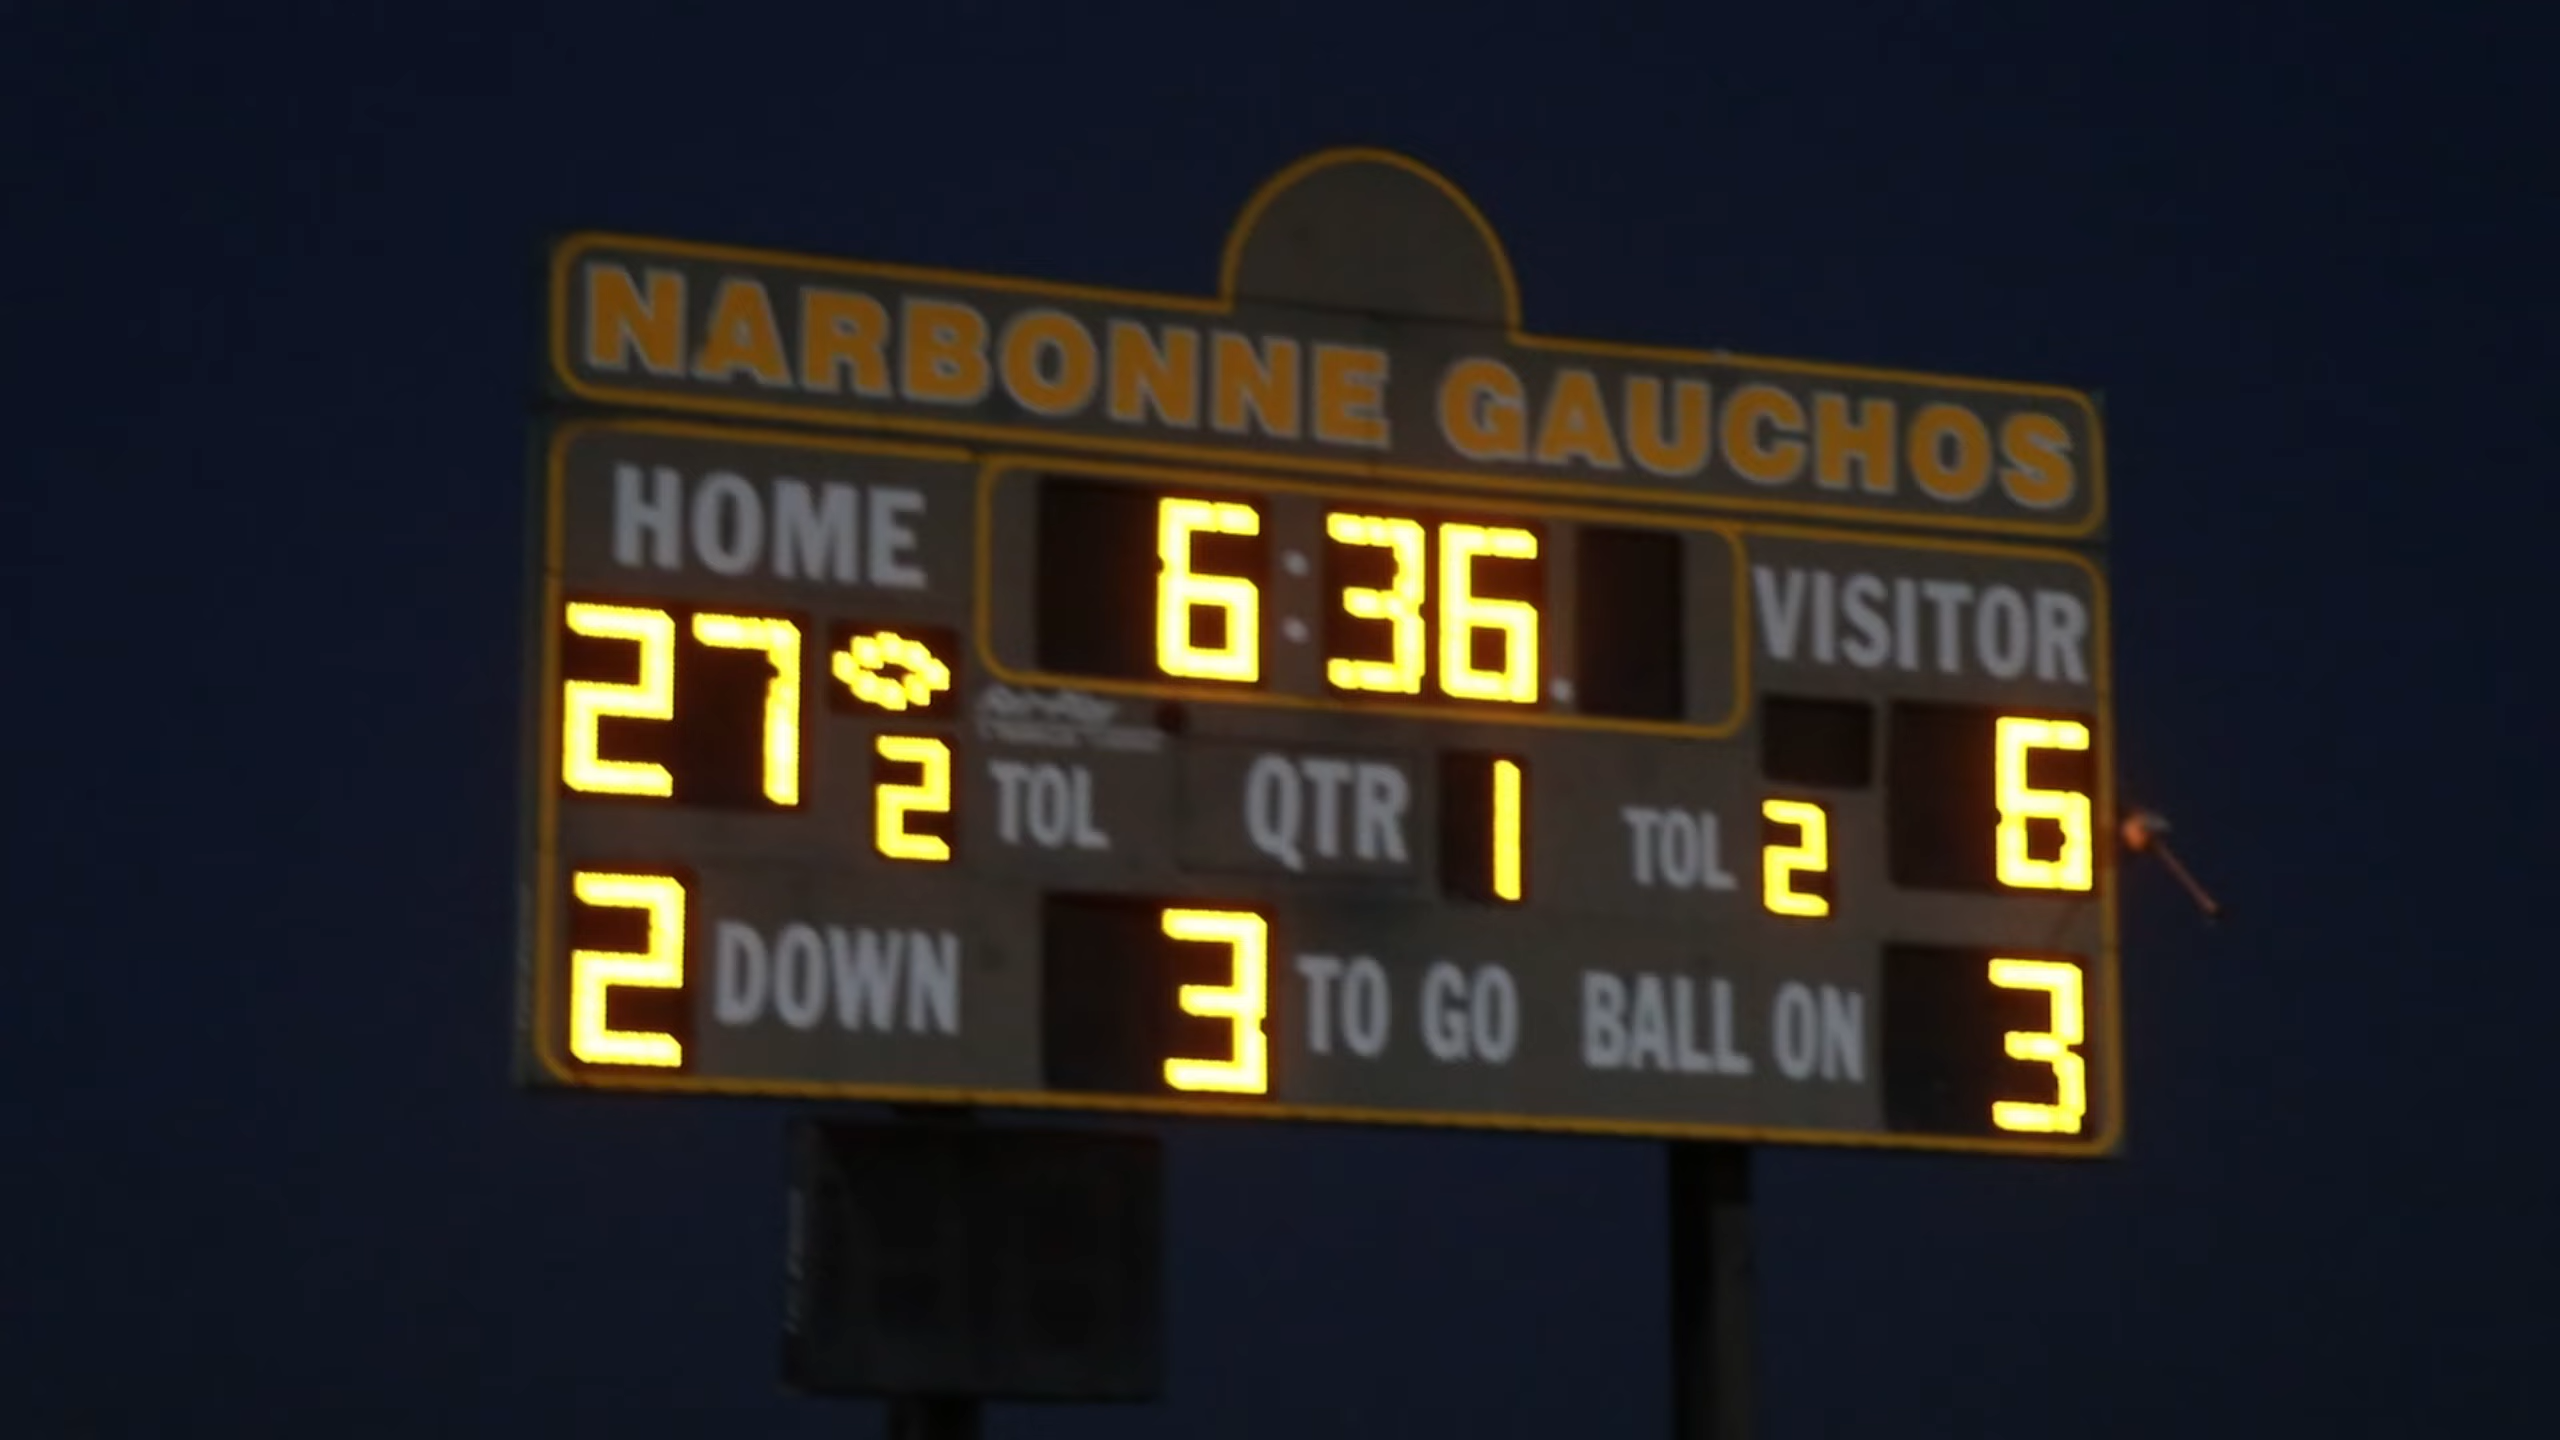 NARBONNE GAUCHOS
HOME 6:36 VISITOR
27 6
2 TOL QTR 1 TOL 2
2 DOWN 3 TO GO BALL ON 3